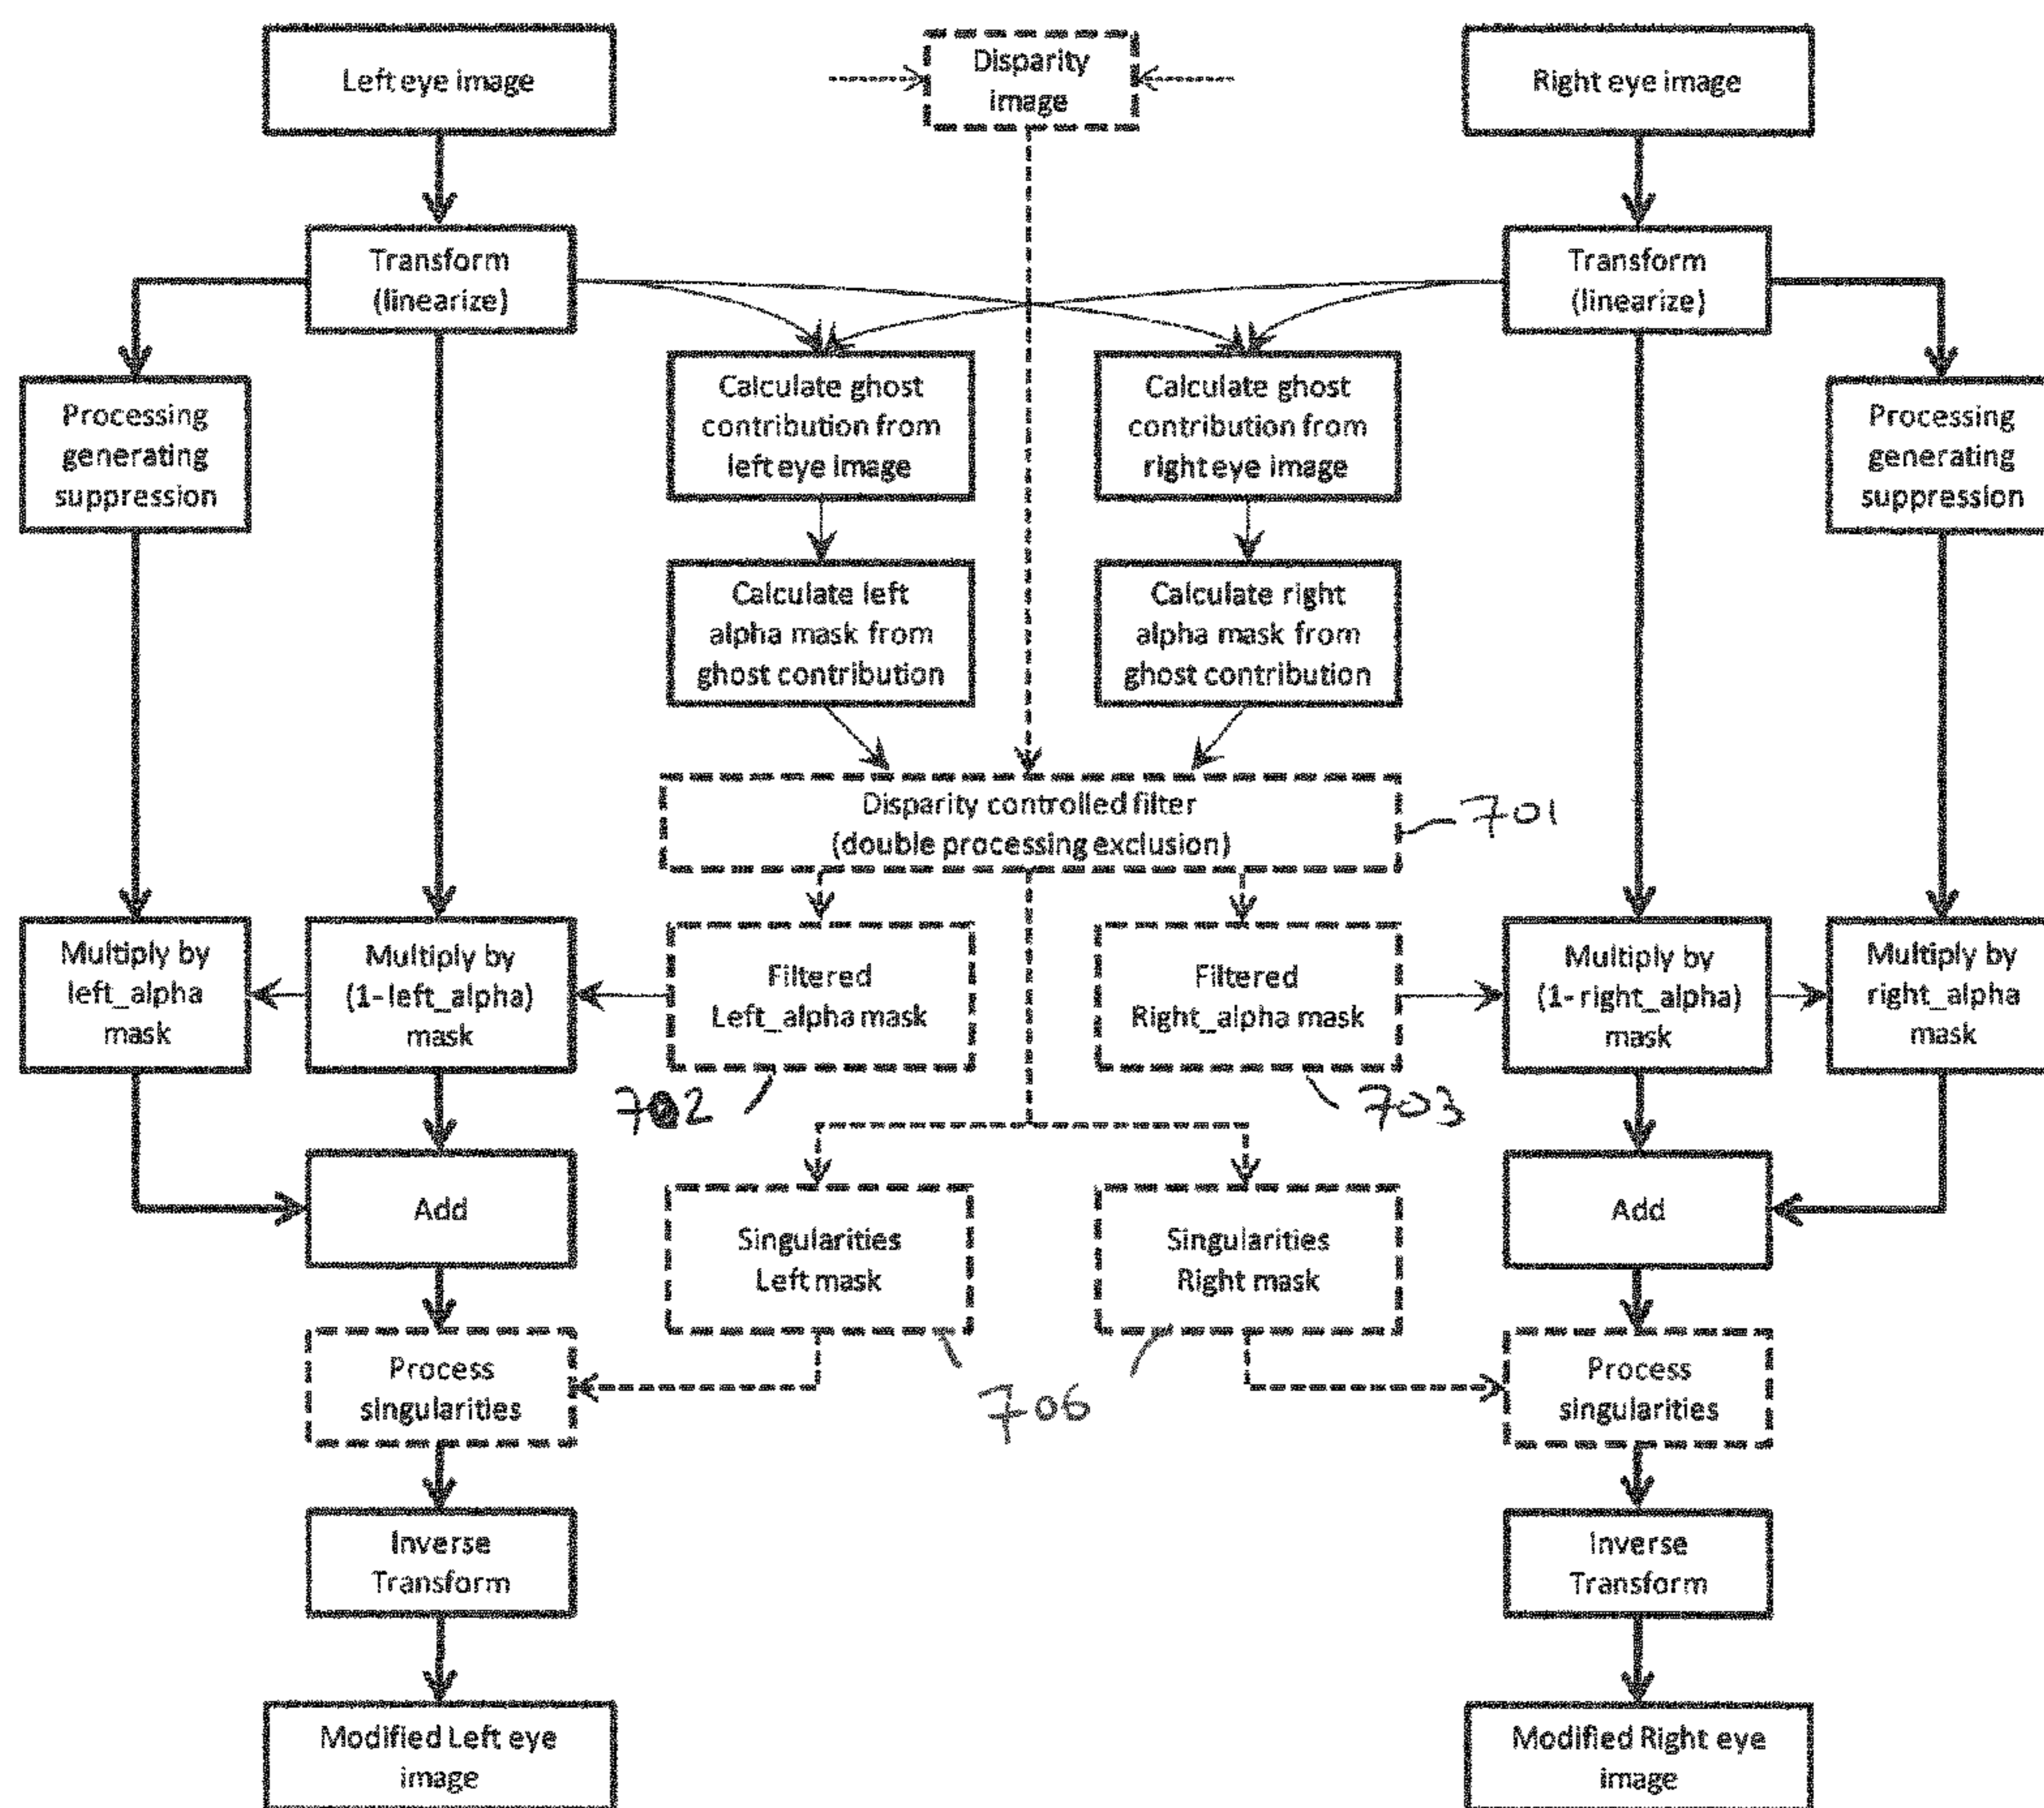 Left eye image
Disparity
image
Right eye image
Transform
(linearize)
Transform
(linearize)
Processing
generating
suppression
Calculate ghost
contribution from
left eye image
Calculate ghost
contribution from
right eye image
Processing
generating
suppression
Calculate left
alpha mask from
ghost contribution
Calculate right
alpha mask from
ghost contribution
Disparity controlled filter
(double processing exclusion)
701
Multiply by
left_alpha
mask
Multiply by
(1-left_alpha)
mask
Filtered
Left_alpha mask
Filtered
Right_alpha mask
Multiply by
(1-right_alpha)
mask
Multiply by
right_alpha
mask
702
703
Add
Singularities
Left mask
Singularities
Right mask
Add
Process
singularities
706
Process
singularities
Inverse
Transform
Inverse
Transform
Modified Left eye
image
Modified Right eye
image